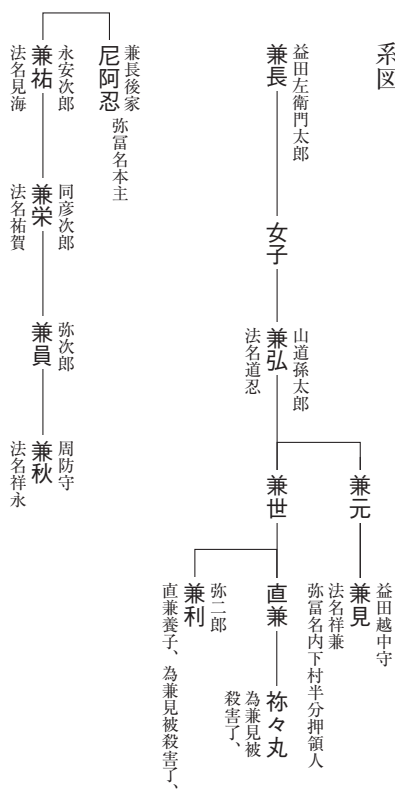 系図
益田左衛門太郎
兼長
女子
山道孫太郎
兼弘
法名道忍
兼元
益田越中守
兼見
法名祥兼
弥冨名内下村半分押領人
兼世
直兼
祢々丸
為兼見被
殺害了、
弥二郎
兼利
直兼養子、為兼見被殺害了、
兼長後家
尼阿忍
弥冨名本主
永安次郎
兼祐
法名見海
同彦次郎
兼栄
法名祐賀
弥次郎
兼員
周防守
兼秋
法名祥永